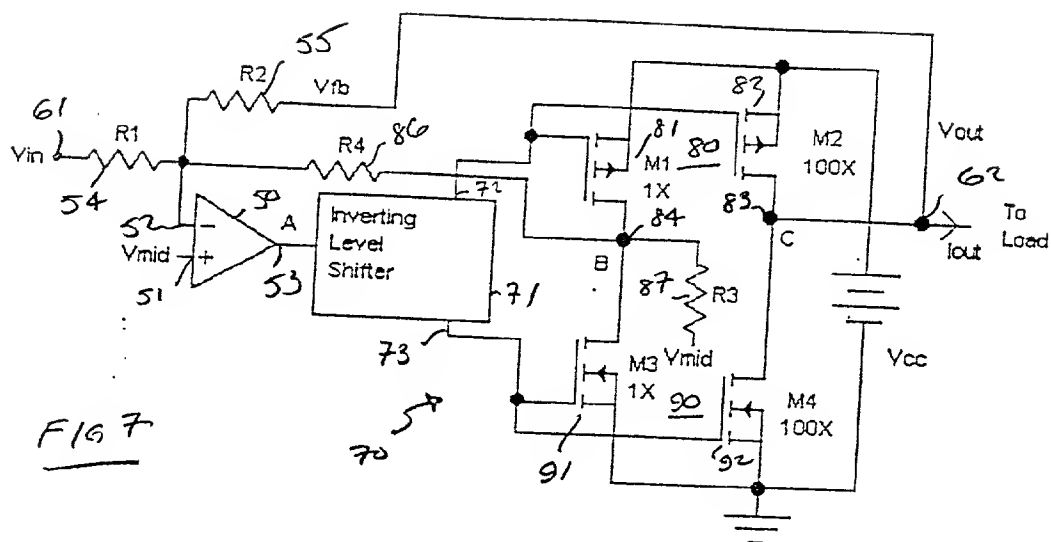 55
R2
Vfb
61
Vin
R1
54
R4
86
82
81
80
M1
1X
M2
100X
Vout
62
72
52
50
A
Vmid
51
53
Inverting
Level
Shifter
71
84
B
83
C
To
Load
Iout
87
R3
Vmid
73
M3
1X
90
M4
100X
Vcc
70
91
92
FIG 7